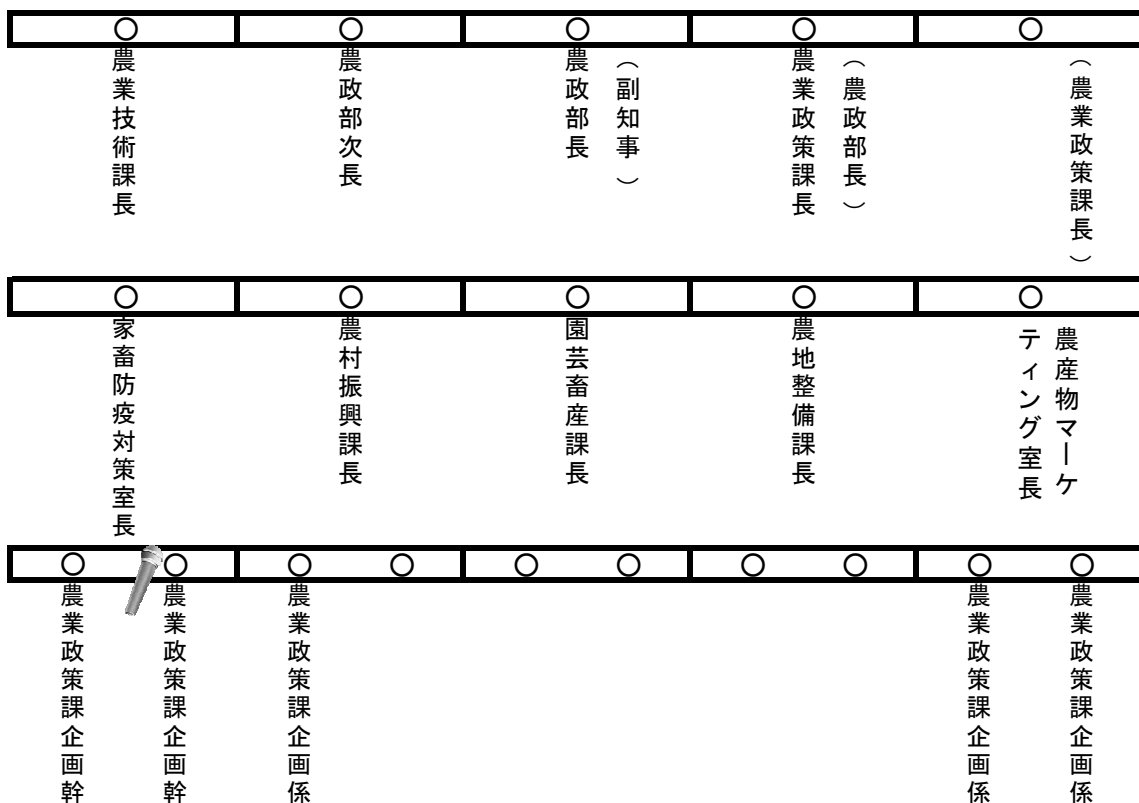 農業技術課長
農政部次長
農政部長
（副知事）
農業政策課長
（農政部長）
（農業政策課長）
家畜防疫対策室長
農村振興課長
園芸畜産課長
農地整備課長
農産物マーケ
ティング室長
農業政策課企画幹
農業政策課企画幹
農業政策課企画係
農業政策課企画係
農業政策課企画係